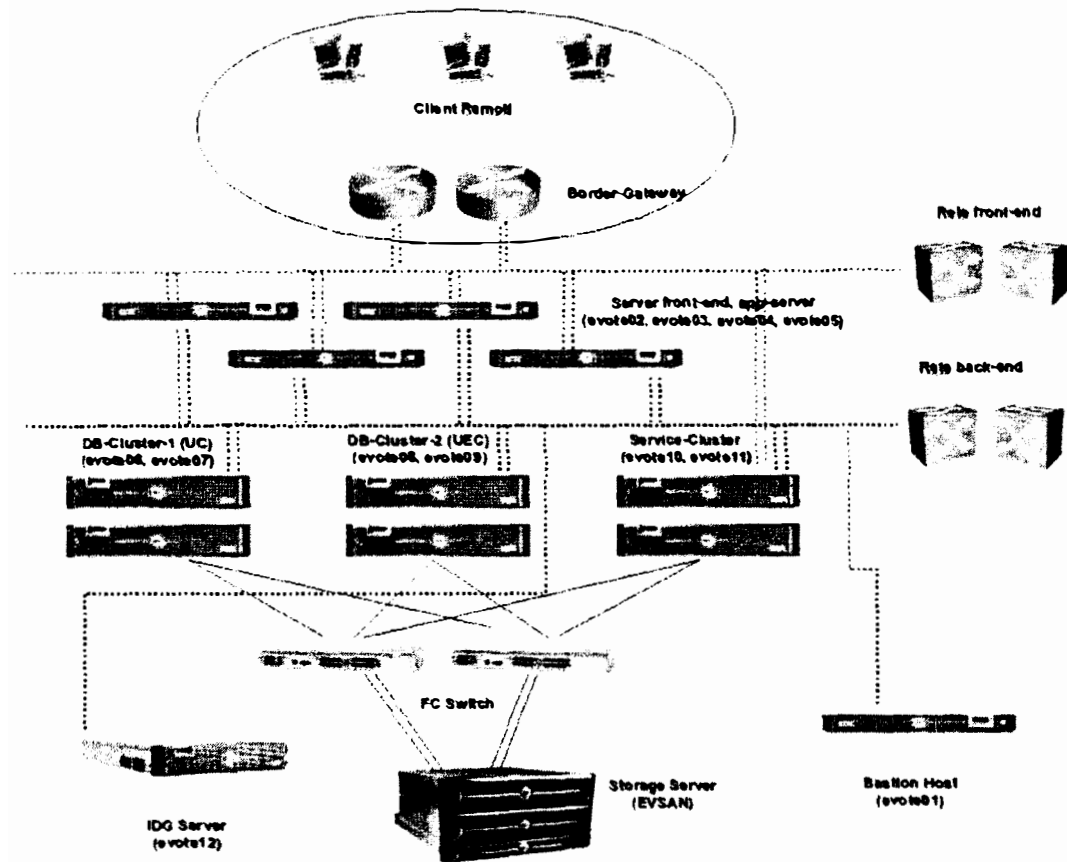 Client Remoti
Border Gateway
Rete front-end
Server front-end, app-server
(evote02, evote03, evote04, evote05)
Rete back-end
DB-Cluster-1 (UC)
(evote06, evote07)
DB-Cluster-2 (UEC)
(evote08, evote09)
Service-Cluster
(evote10, evote11)
FC Switch
Storage Server
(EVSAN)
Bastion Host
(evote01)
IDG Server
(evote12)